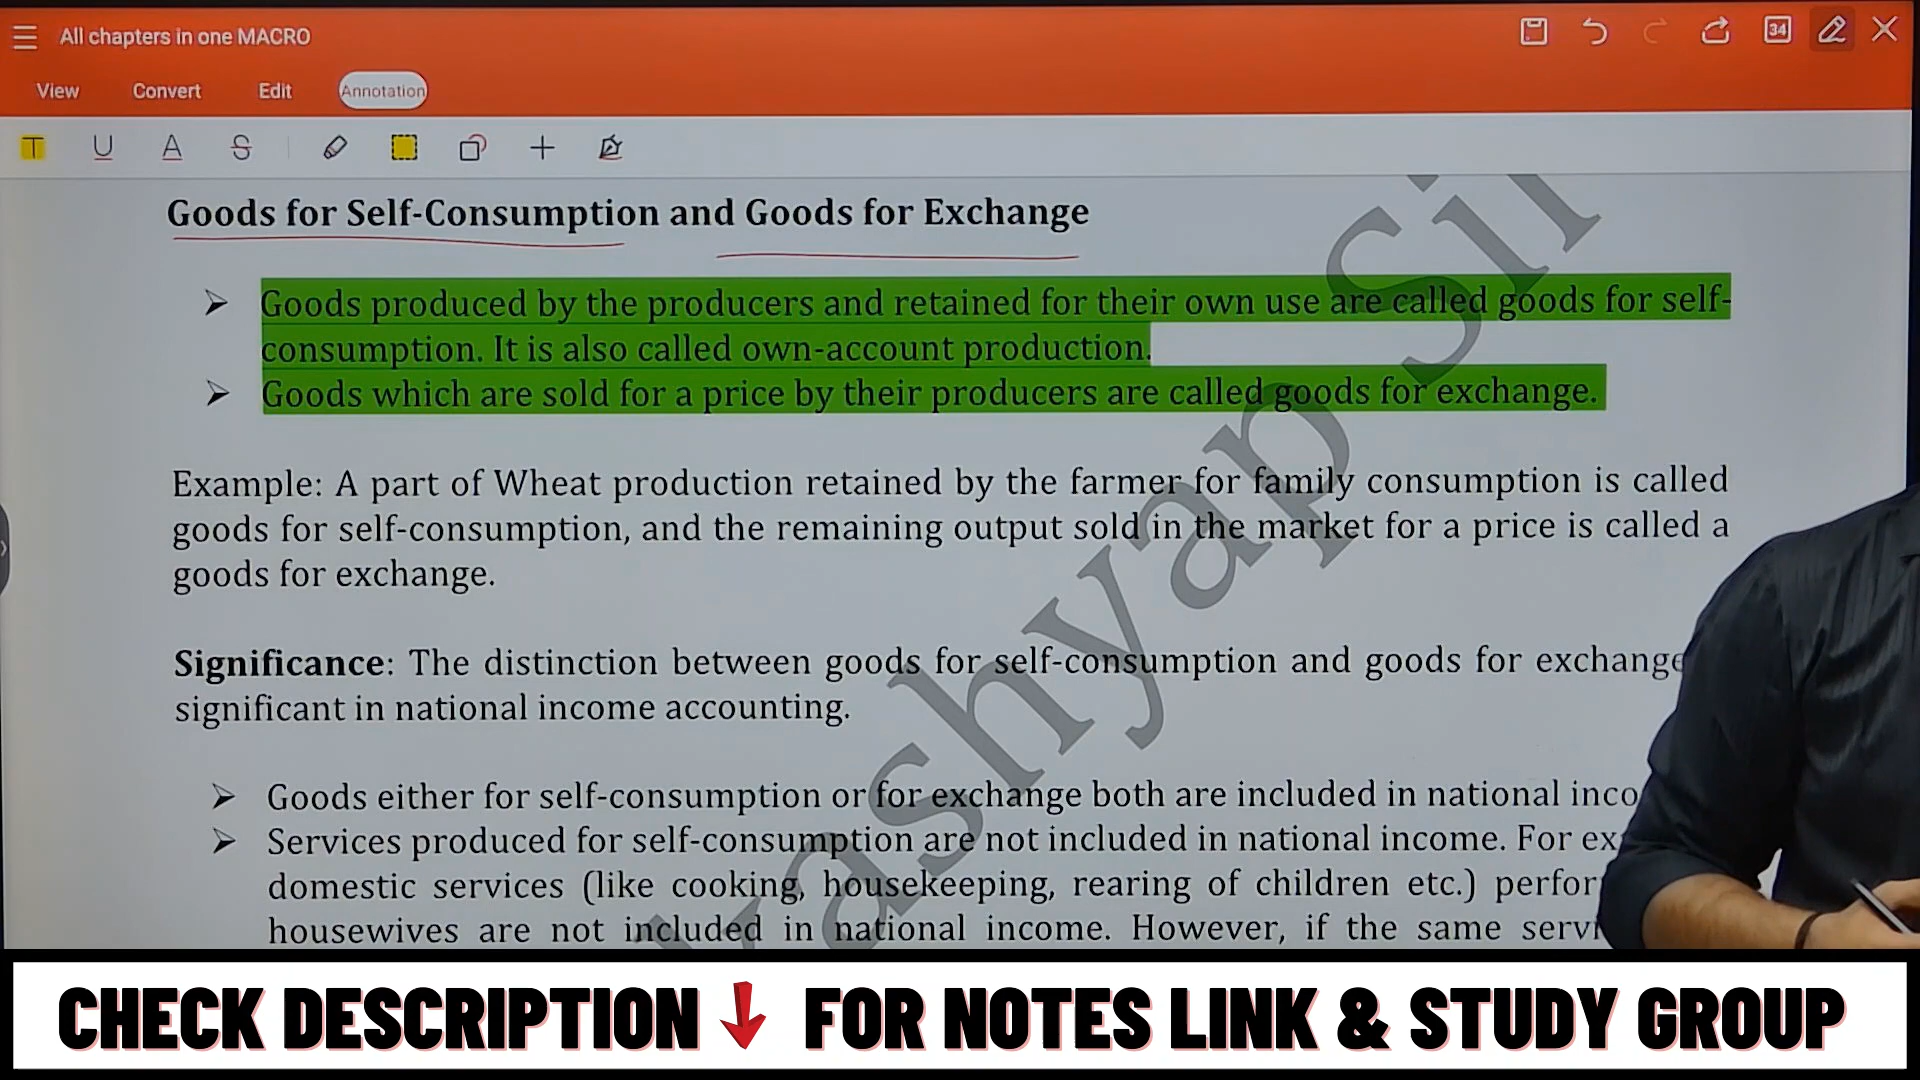 All chapters in one MACRO
34
View Convert Edit Annotation
T U A S
Goods for Self-Consumption and Goods for Exchange
➤ Goods produced by the producers and retained for their own use are called goods for self-
consumption. It is also called own-account production.
➤ Goods which are sold for a price by their producers are called goods for exchange.
Example: A part of Wheat production retained by the farmer for family consumption is called
goods for self-consumption, and the remaining output sold in the market for a price is called a
goods for exchange.
Significance: The distinction between goods for self-consumption and goods for exchange
significant in national income accounting.
➤ Goods either for self-consumption or for exchange both are included in national inco
➤ Services produced for self-consumption are not included in national income. For ex
domestic services (like cooking, housekeeping, rearing of children etc.) perfor
housewives are not included in national income. However, if the same servi
kashyap Sir
CHECK DESCRIPTION FOR NOTES LINK & STUDY GROUP